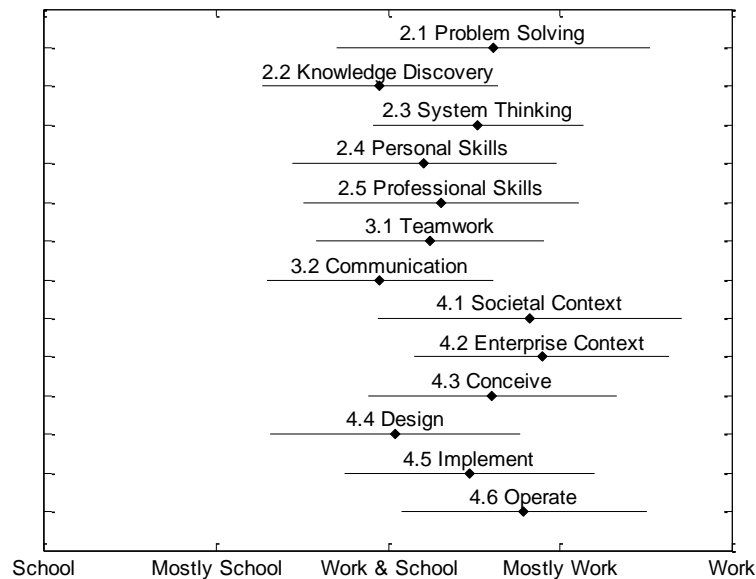 2.1 Problem Solving
2.2 Knowledge Discovery
2.3 System Thinking
2.4 Personal Skills
2.5 Professional Skills
3.1 Teamwork
3.2 Communication
4.1 Societal Context
4.2 Enterprise Context
4.3 Conceive
4.4 Design
4.5 Implement
4.6 Operate
School Mostly School Work & School Mostly Work Work